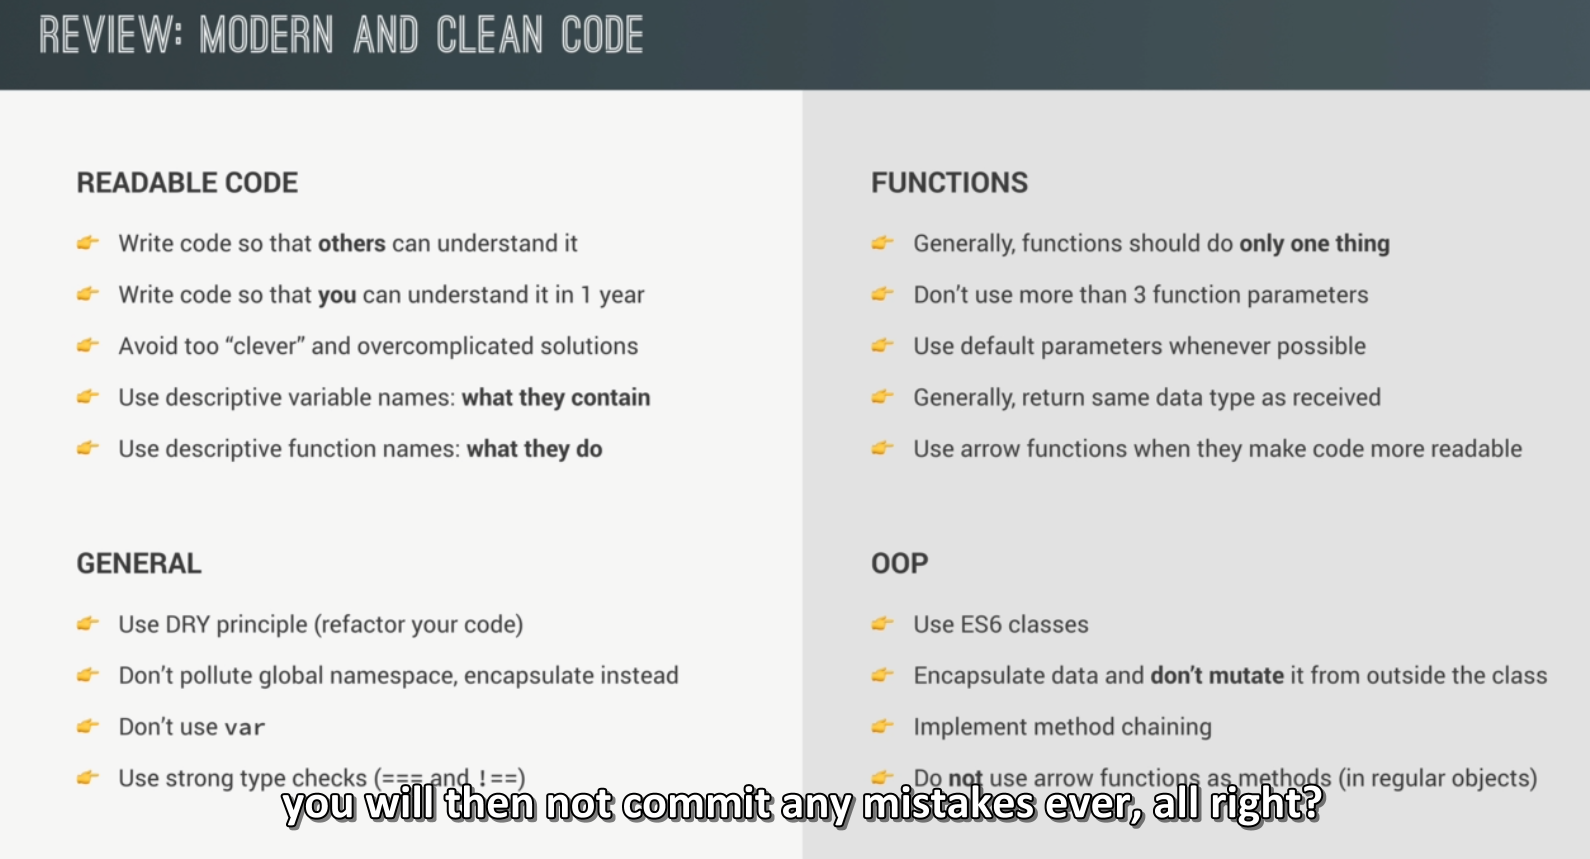 REVIEW: MODERN AND CLEAN CODE
READABLE CODE
Write code so that others can understand it
Write code so that you can understand it in 1 year
Avoid too “clever” and overcomplicated solutions
Use descriptive variable names: what they contain
Use descriptive function names: what they do
GENERAL
Use DRY principle (refactor your code)
Don’t pollute global namespace, encapsulate instead
Don’t use var
Use strong type checks (=== and !==)
FUNCTIONS
Generally, functions should do only one thing
Don’t use more than 3 function parameters
Use default parameters whenever possible
Generally, return same data type as received
Use arrow functions when they make code more readable
OOP
Use ES6 classes
Encapsulate data and don’t mutate it from outside the class
Implement method chaining
Do not use arrow functions as methods (in regular objects)
you will then not commit any mistakes ever, all right?